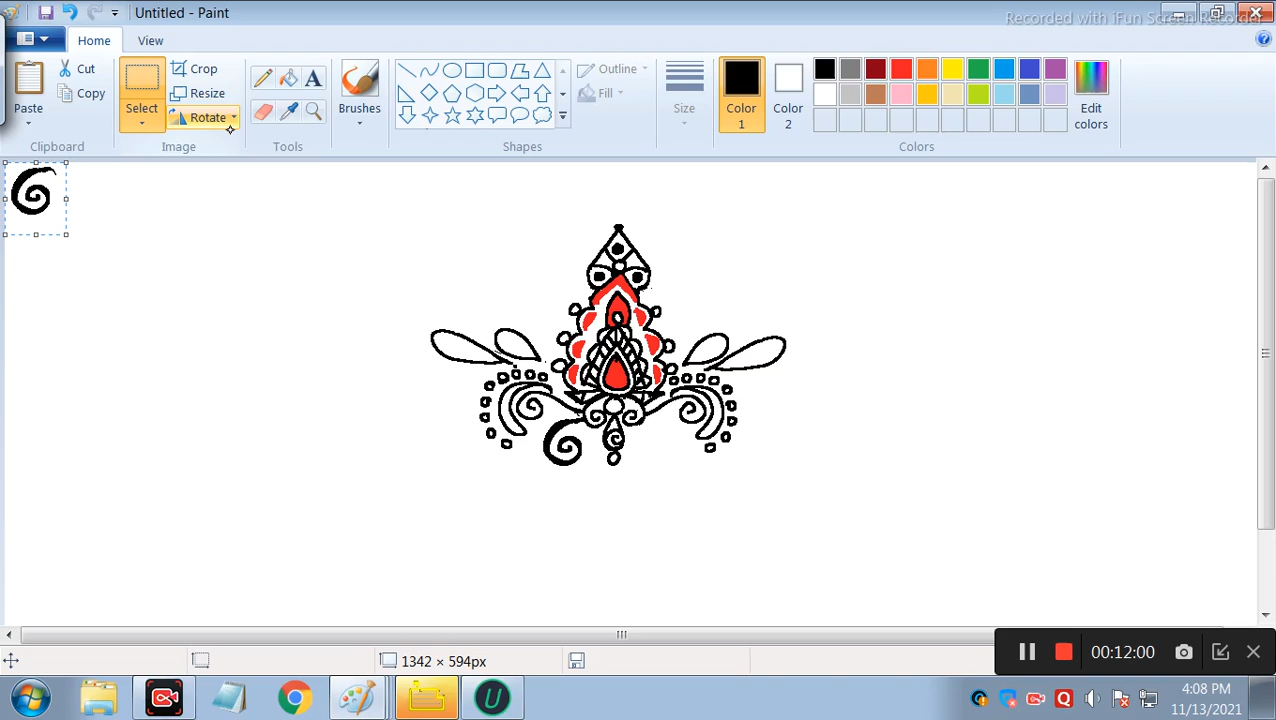 Untitled - Paint
Recorded with iFun Screen Recorder
Home
View
Paste
Cut
Copy
Clipboard
Select
Crop
Resize
Rotate
Image
A
Tools
Brushes
Outline
Fill
Shapes
Size
Color 1
Color 2
Edit colors
Colors
1342 × 594px
00:12:00
Q
U
4:08 PM
11/13/2021